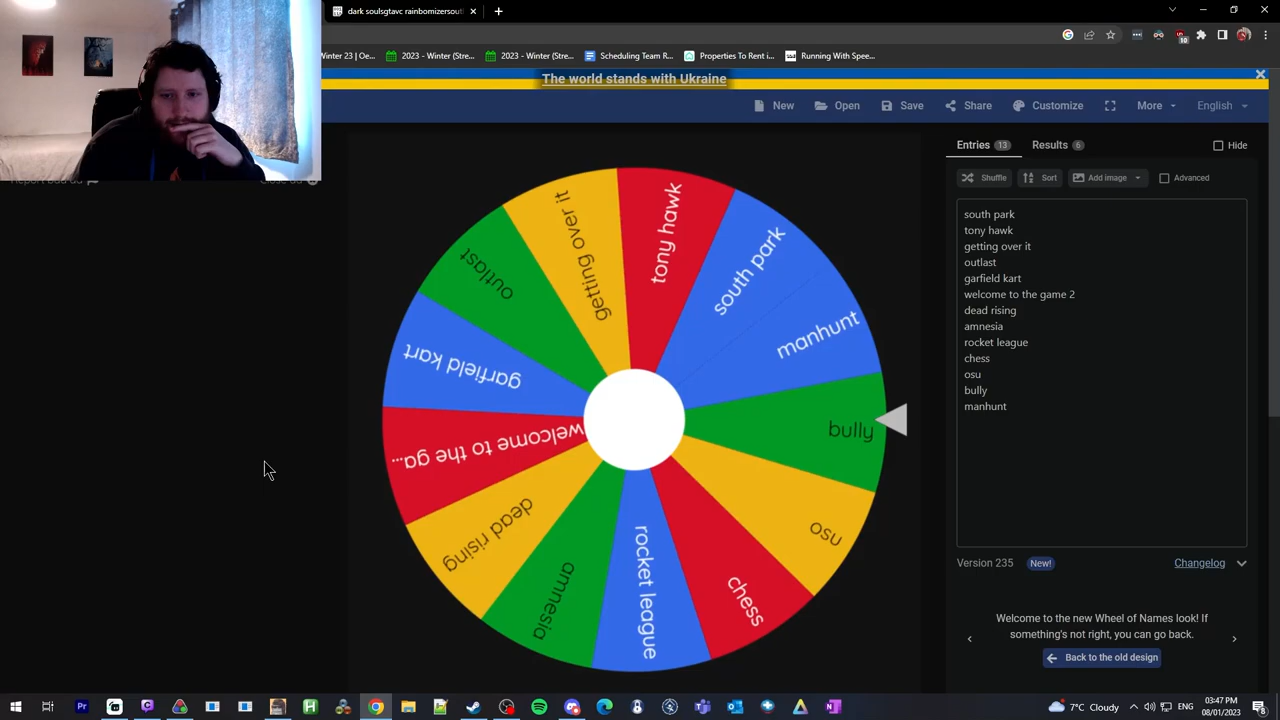 dark soulsgtavc rainbomizersout
Winter 23 | Oe...
2023 - Winter (Stre...
2023 - Winter (Stre...
Scheduling Team R...
Properties To Rent i...
Running With Spee...
10
The world stands with Ukraine
New
Open
Save
Share
Customize
More
English
Entries 13
Results 6
Hide
Shuffle
Sort
Add image
Advanced
south park
tony hawk
getting over it
outlast
garfield kart
welcome to the game 2
dead rising
amnesia
rocket league
chess
osu
bully
manhunt
tony hawk
south park
manhunt
bully
osu
chess
rocket league
amnesia
dead rising
welcome to the ga...
garfield kart
outlast
getting over it
Version 235
New!
Changelog
Welcome to the new Wheel of Names look! If
something's not right, you can go back.
Back to the old design
7°C Cloudy
ENG
03:47 PM
08/01/2023